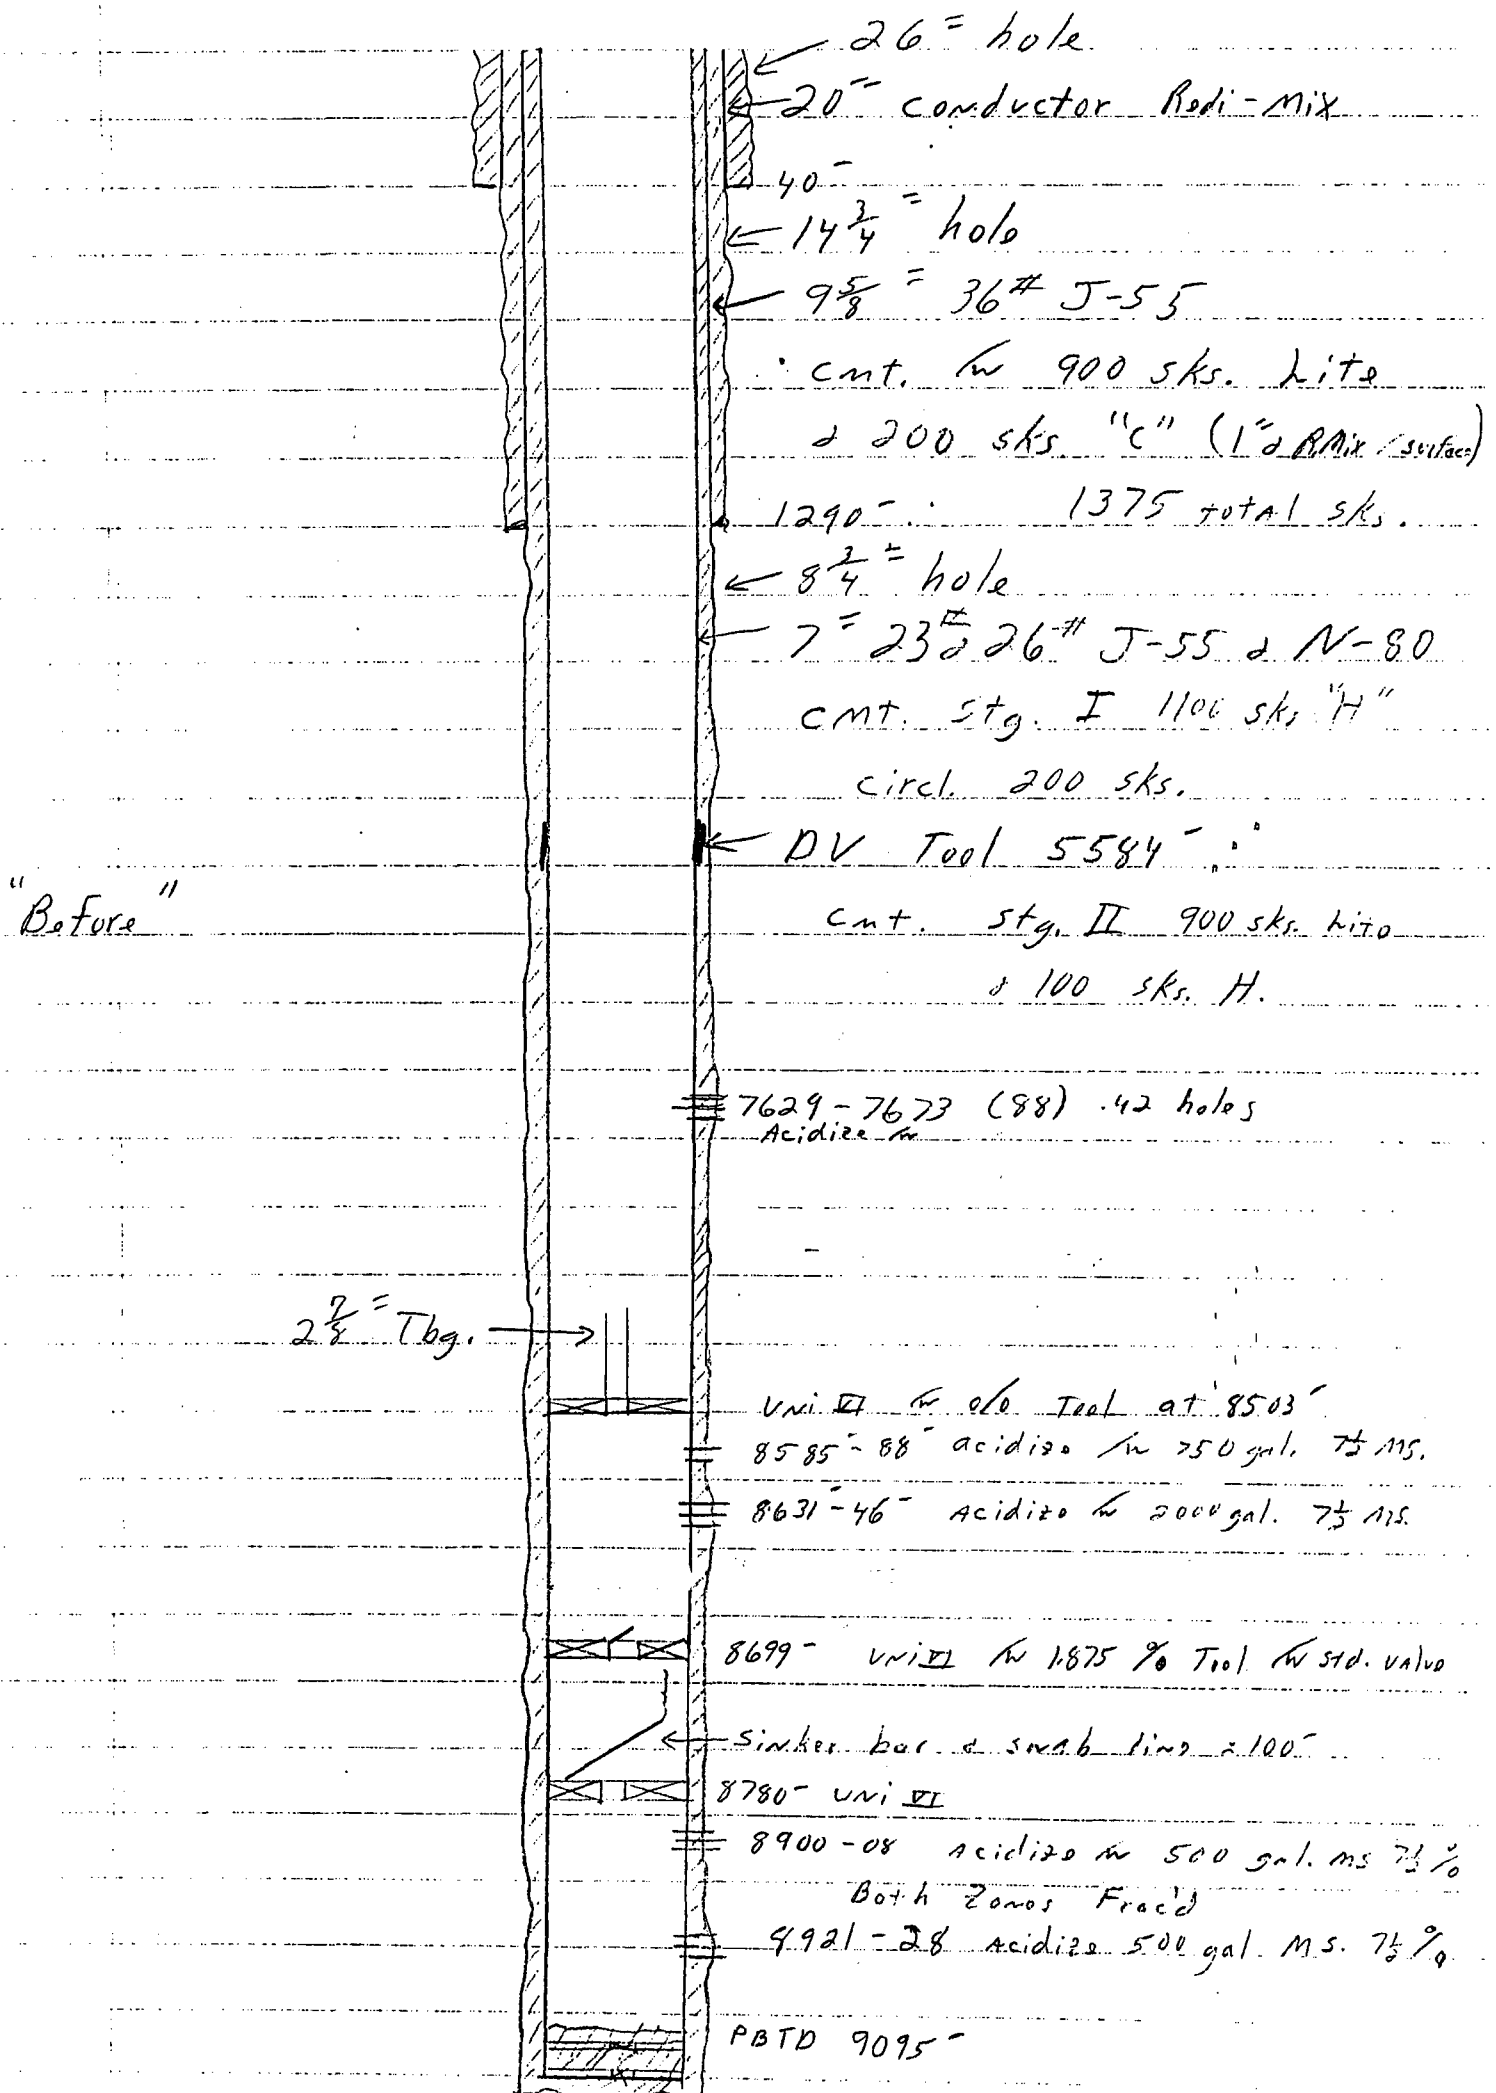 26" hole
20" conductor Redi-Mix
40'
14 3/4" hole
9 5/8" 36# J-55
cmt. w/ 900 sks. Lite
& 200 sks. "C" (1" & RMix / surface)
1290' 1375 total sks.
8 3/4" hole
7" 23# & 26# J-55 & N-80
cmt. stg. I 1100 sks "H"
circl. 200 sks.
DV Tool 5584'
"Before"
cmt. stg. II 900 sks. Lite
& 100 sks. H.
7629-7673 (88) .42 holes
Acidize w/
2 7/8" Tbg.
Uni VI w/ o/o Tool at 8503'
8585'-88' acidize w/ 750 gal. 7 1/2 MS.
8631'-46' Acidize w/ 2000 gal. 7 1/2 MS.
8699' Uni VI w/ 1.875 o/o Tool w/ std. valve
Sinker bar & swab line ≈ 100'
8780' Uni VI
8900-08 Acidize w/ 500 gal. MS 7 1/2 %
Both Zones Frac'd
8921-28 Acidize 500 gal. MS. 7 1/2 %
PBTD 9095'